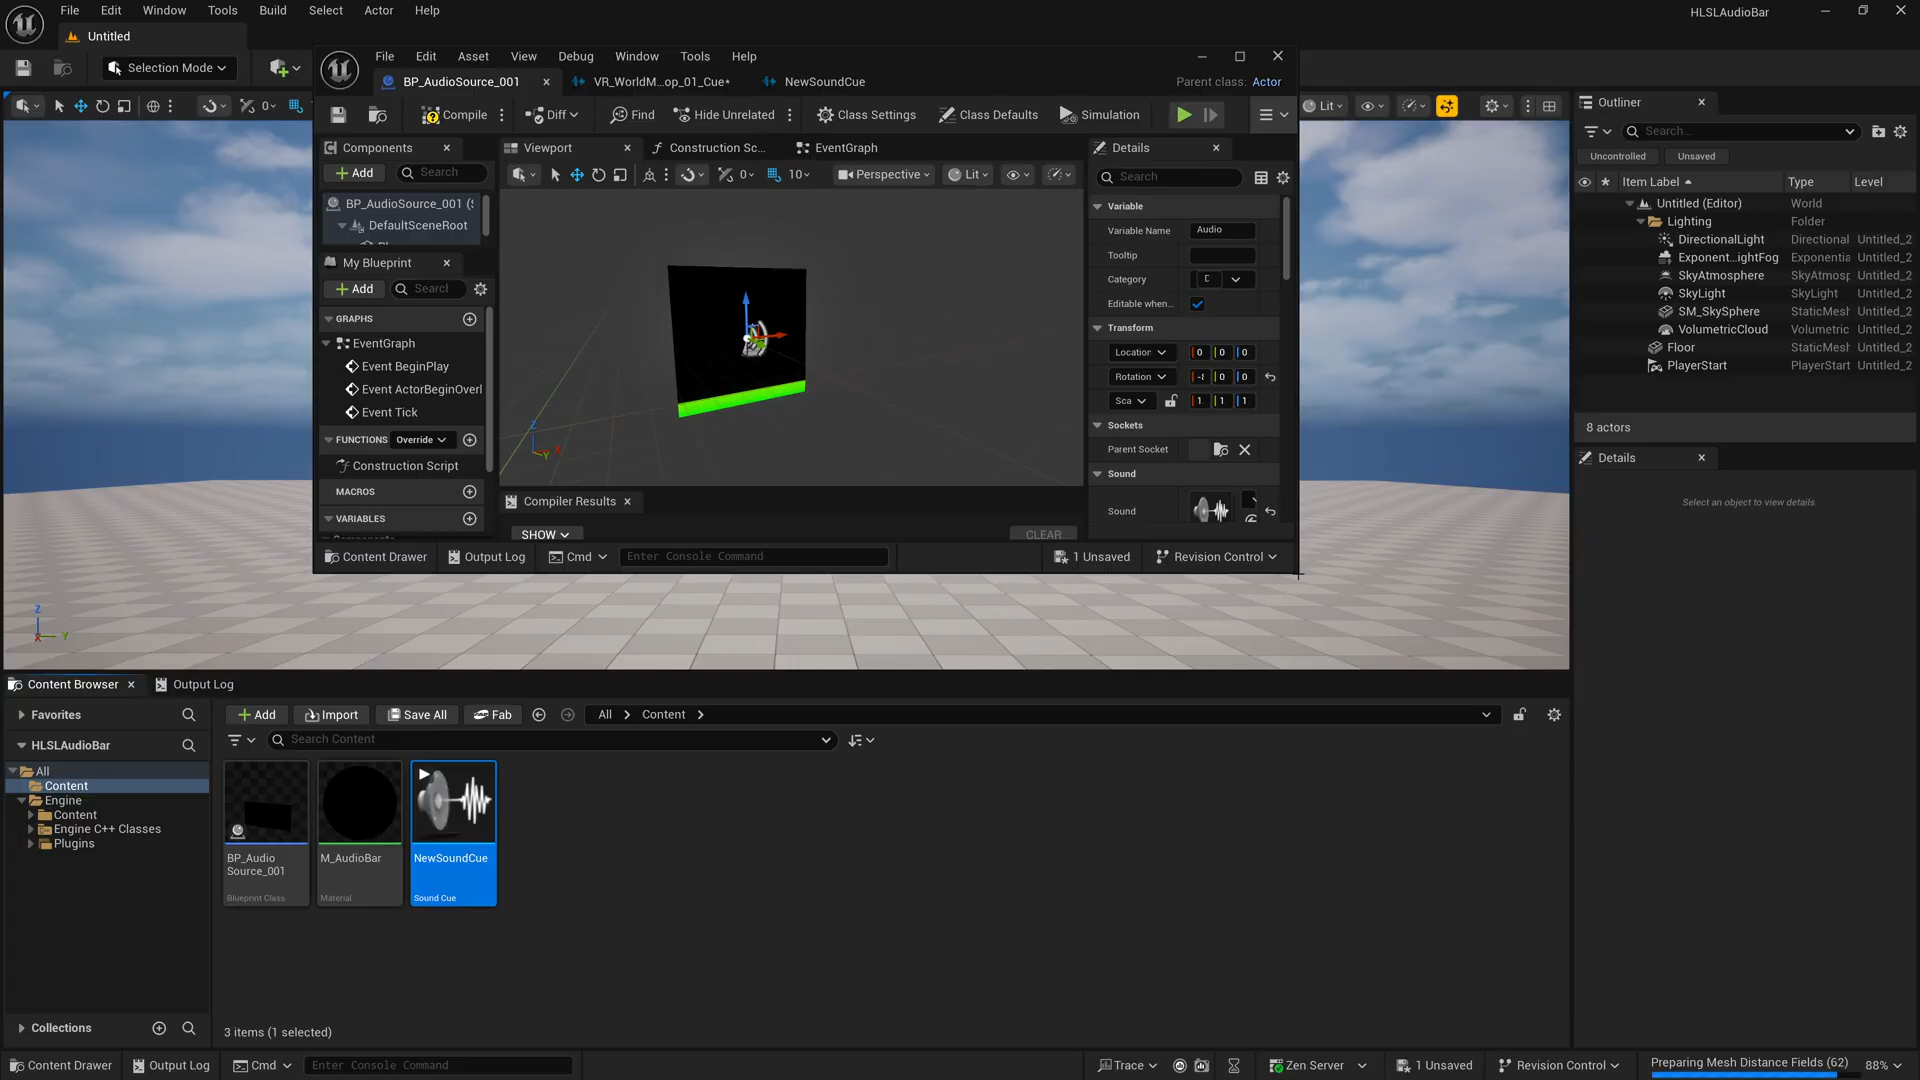 File Edit Window Tools Build Select Actor Help
HLSLAudioBar
Untitled
Selection Mode
File Edit Asset View Debug Window Tools Help
BP_AudioSource_001
VR_WorldM...op_01_Cue*
NewSoundCue
Parent class: Actor
Compile
Diff
Find
Hide Unrelated
Class Settings
Class Defaults
Simulation
0
Lit
Components
Viewport
Construction Sc...
EventGraph
Details
Add
Search
0
10
Perspective
Lit
Search
BP_AudioSource_001 (S
DefaultSceneRoot
My Blueprint
Add
Search
GRAPHS
EventGraph
Event BeginPlay
Event ActorBeginOverl
Event Tick
FUNCTIONS
Override
Construction Script
MACROS
VARIABLES
Z
Y
X
Variable
Variable Name
Audio
Tooltip
Category
Editable when...
Transform
Location
0 0 0
Rotation
0 0
Sca
1 1 1
Sockets
Parent Socket
Sound
Sound
Compiler Results
SHOW
CLEAR
Content Drawer
Output Log
Cmd
Enter Console Command
1 Unsaved
Revision Control
Outliner
Search...
Uncontrolled
Unsaved
Item Label Type Level
Untitled (Editor) World
Lighting Folder
DirectionalLight Directional Untitled_2
Exponent...ightFog Exponentia Untitled_2
SkyAtmosphere SkyAtmosp Untitled_2
SkyLight SkyLight Untitled_2
SM_SkySphere StaticMesh Untitled_2
VolumetricCloud Volumetric Untitled_2
Floor StaticMesh Untitled_2
PlayerStart PlayerStart Untitled_2
8 actors
Details
Select an object to view details.
Z
X
Y
Content Browser
Output Log
Favorites
Add
Import
Save All
Fab
All
Content
HLSLAudioBar
Search Content
All
Content
Engine
Content
Engine C++ Classes
Plugins
BP_Audio
Source_001
Blueprint Class
M_AudioBar
Material
NewSoundCue
Sound Cue
Collections
3 items (1 selected)
Content Drawer
Output Log
Cmd
Enter Console Command
Trace
Zen Server
1 Unsaved
Revision Control
Preparing Mesh Distance Fields (62)
88%